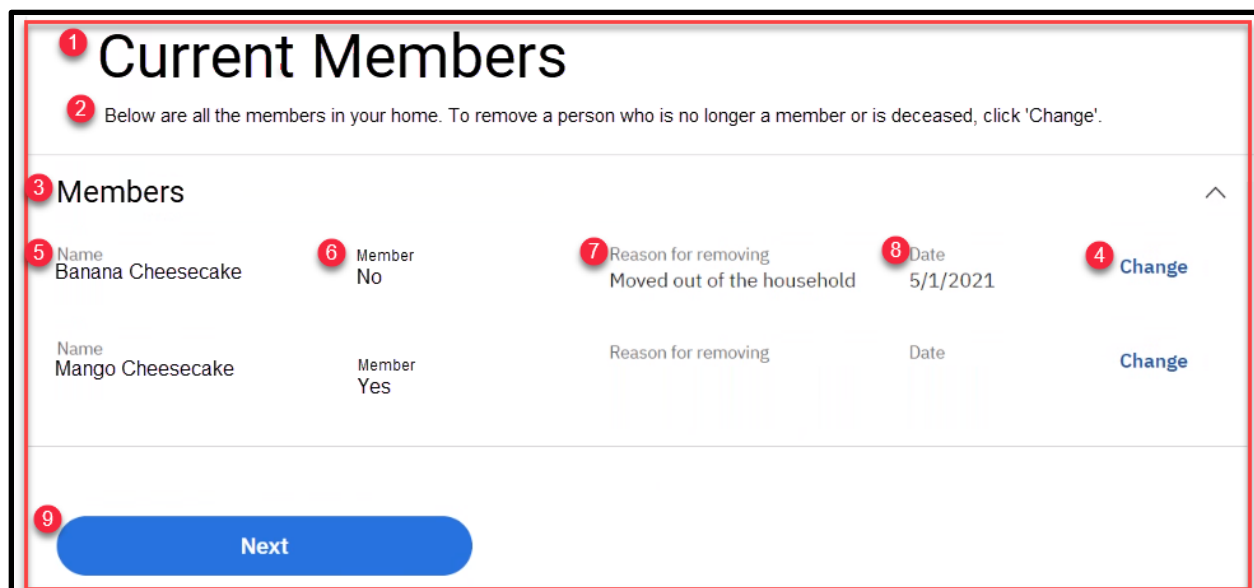 1 Current Members
2 Below are all the members in your home. To remove a person who is no longer a member or is deceased, click 'Change'.
3 Members
5 Name 6 Member 7 Reason for removing 8 Date 4 Change
Banana Cheesecake No Moved out of the household 5/1/2021
Name Member Reason for removing Date Change
Mango Cheesecake Yes
9 Next